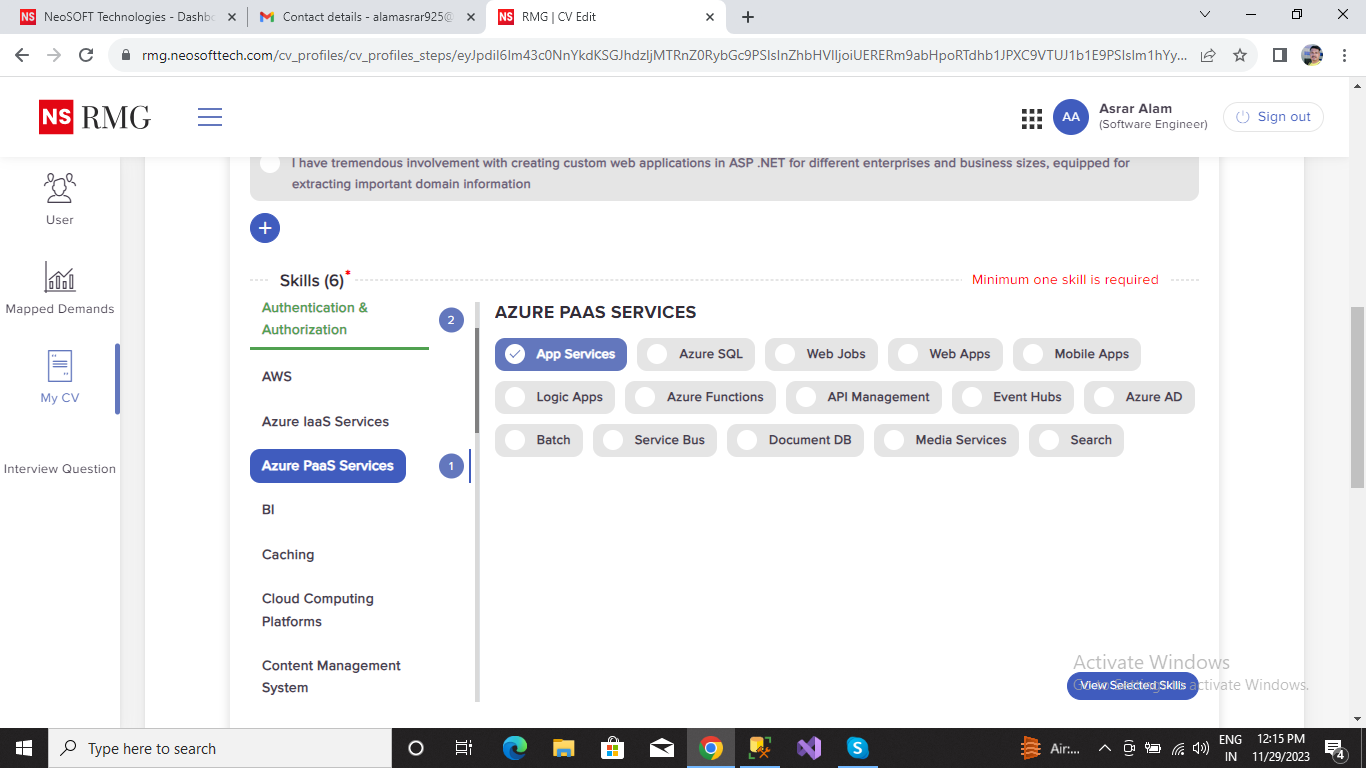 NS NeoSOFT Technologies - Dashbo
Contact details - alamasrar925@
NS RMG | CV Edit
rmg.neosofttech.com/cv_profiles/cv_profiles_steps/
NS RMG
AA
Asrar Alam
(Software Engineer)
Sign out
User
Mapped Demands
My CV
Interview Question
I have tremendous involvement with creating custom web applications in ASP .NET for different enterprises and business sizes, equipped for
extracting important domain information
+
Skills (6)*
Minimum one skill is required
Authentication &
Authorization
2
AWS
Azure IaaS Services
Azure PaaS Services
1
BI
Caching
Cloud Computing
Platforms
Content Management
System
AZURE PAAS SERVICES
App Services Azure SQL Web Jobs Web Apps Mobile Apps
Logic Apps Azure Functions API Management Event Hubs Azure AD
Batch Service Bus Document DB Media Services Search
Activate Windows
View Selected Skills
activate Windows.
Type here to search
Air:...
ENG
IN
12:15 PM
11/29/2023
4